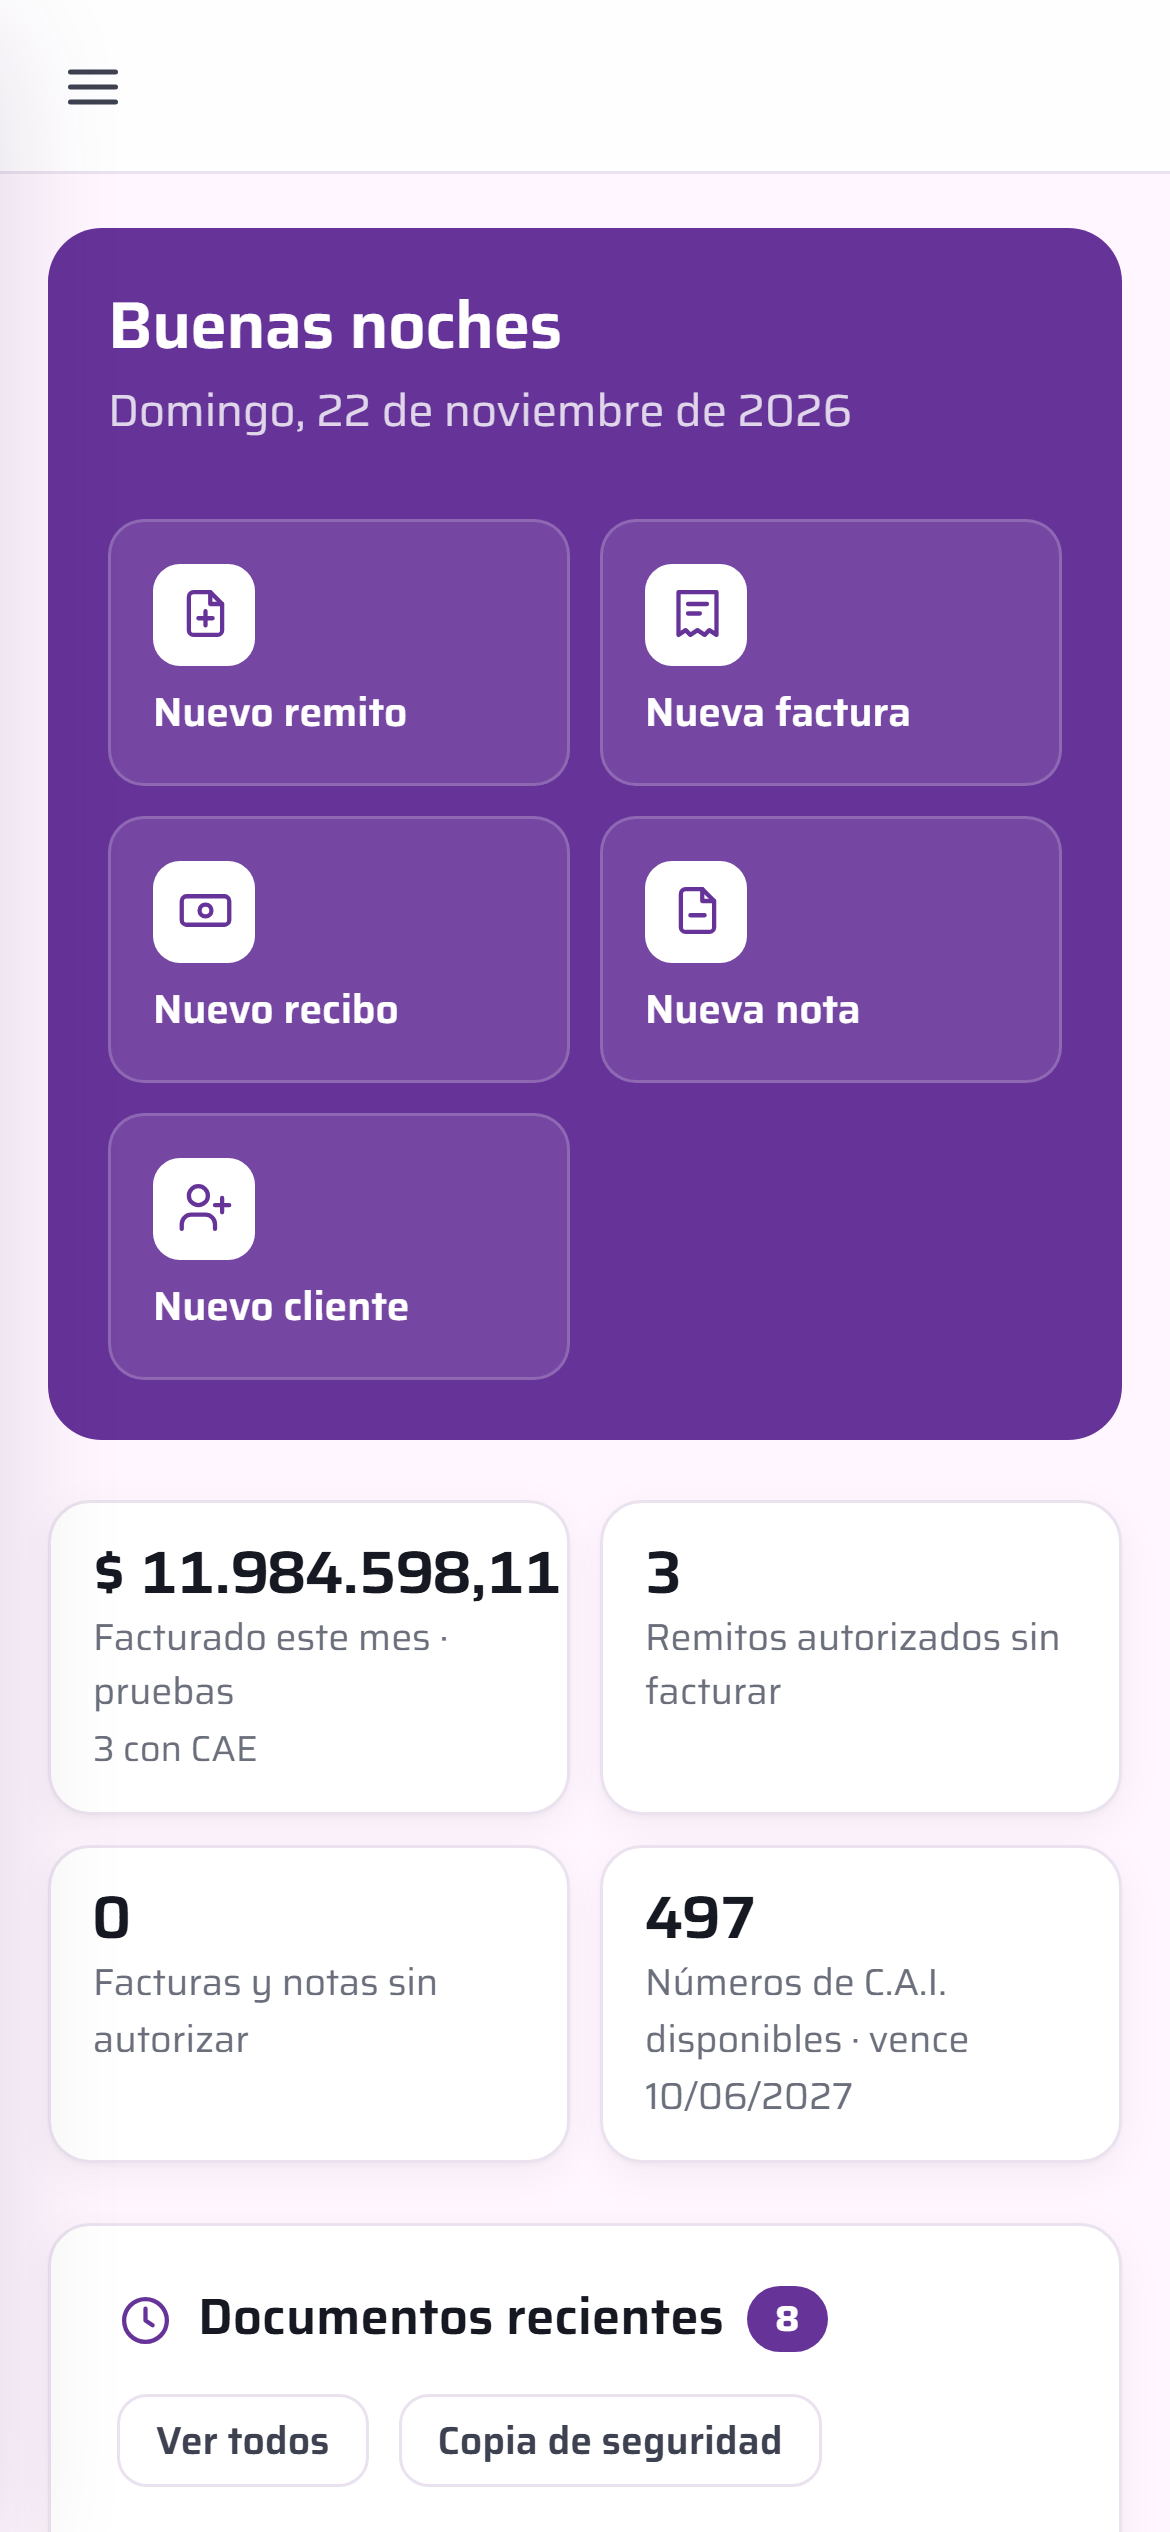 Buenas noches
Domingo, 22 de noviembre de 2026
Nuevo remito
Nueva factura
Nuevo recibo
Nueva nota
Nuevo cliente
$ 11.984.598,11
Facturado este mes ·
pruebas
3 con CAE
3
Remitos autorizados sin
facturar
0
Facturas y notas sin
autorizar
497
Números de C.A.I.
disponibles · vence
10/06/2027
Documentos recientes 8
Ver todos
Copia de seguridad